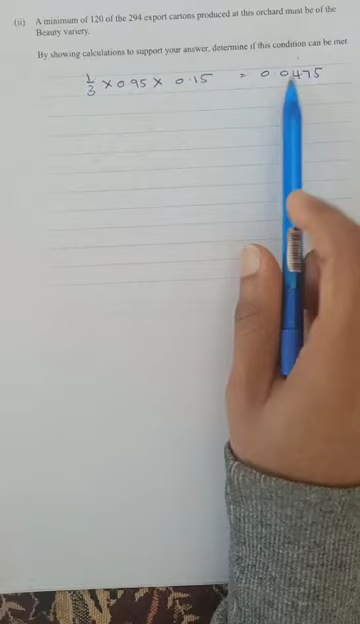 (ii) A minimum of 120 of the 294 export cartons produced at this orchard must be of the
Beauty variety.
By showing calculations to support your answer, determine if this condition can be met
1/3 × 0.95 × 0.15 = 0.0475